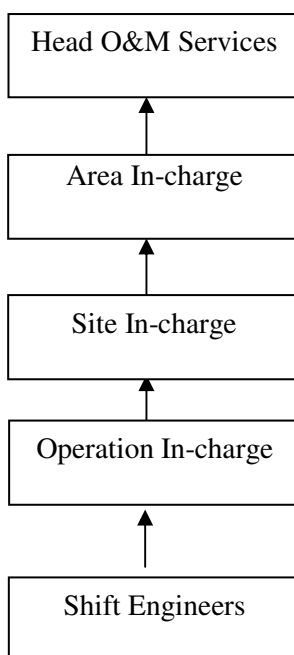 Head O&M Services
Area In-charge
Site In-charge
Operation In-charge
Shift Engineers